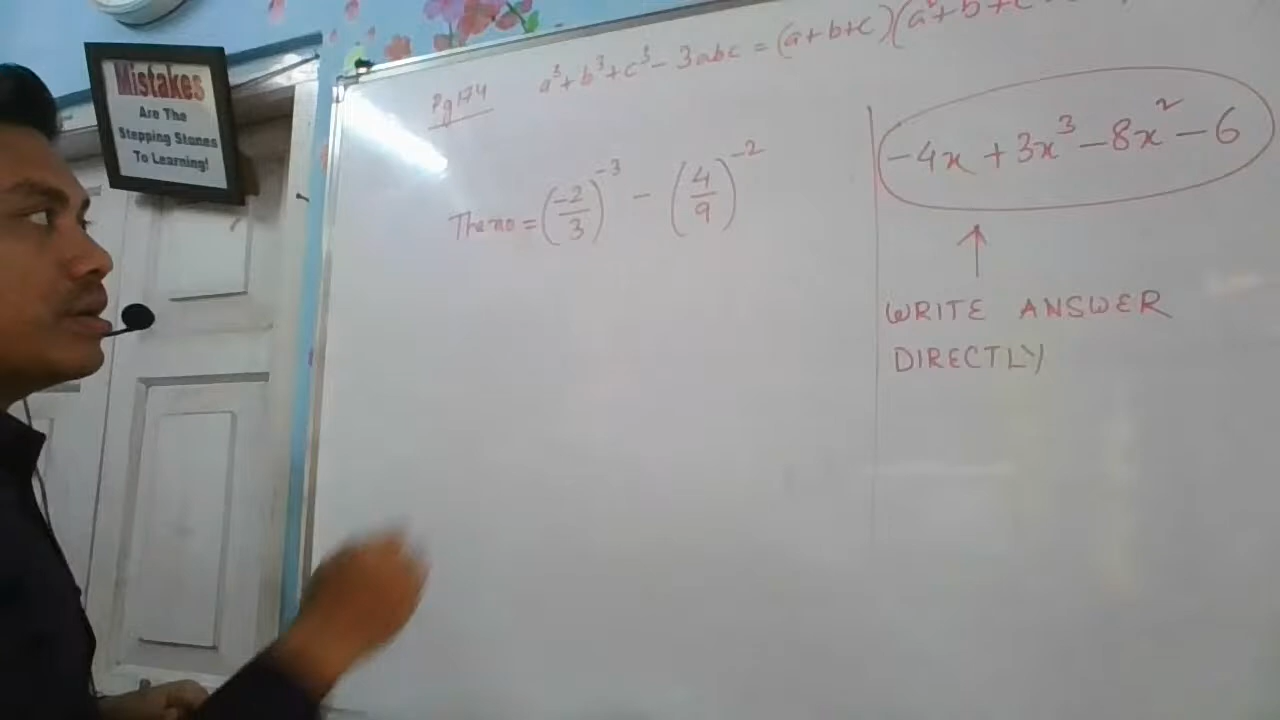 Mistakes
Are The
Stepping Stones
To Learning!
Pg 174
a³ + b³ + c³ - 3abc = (a+b+c)(a²+b
The no = (-2/3)⁻³ - (4/9)⁻²
-4x + 3x³ - 8x² - 6
↑
WRITE ANSWER
DIRECTLY